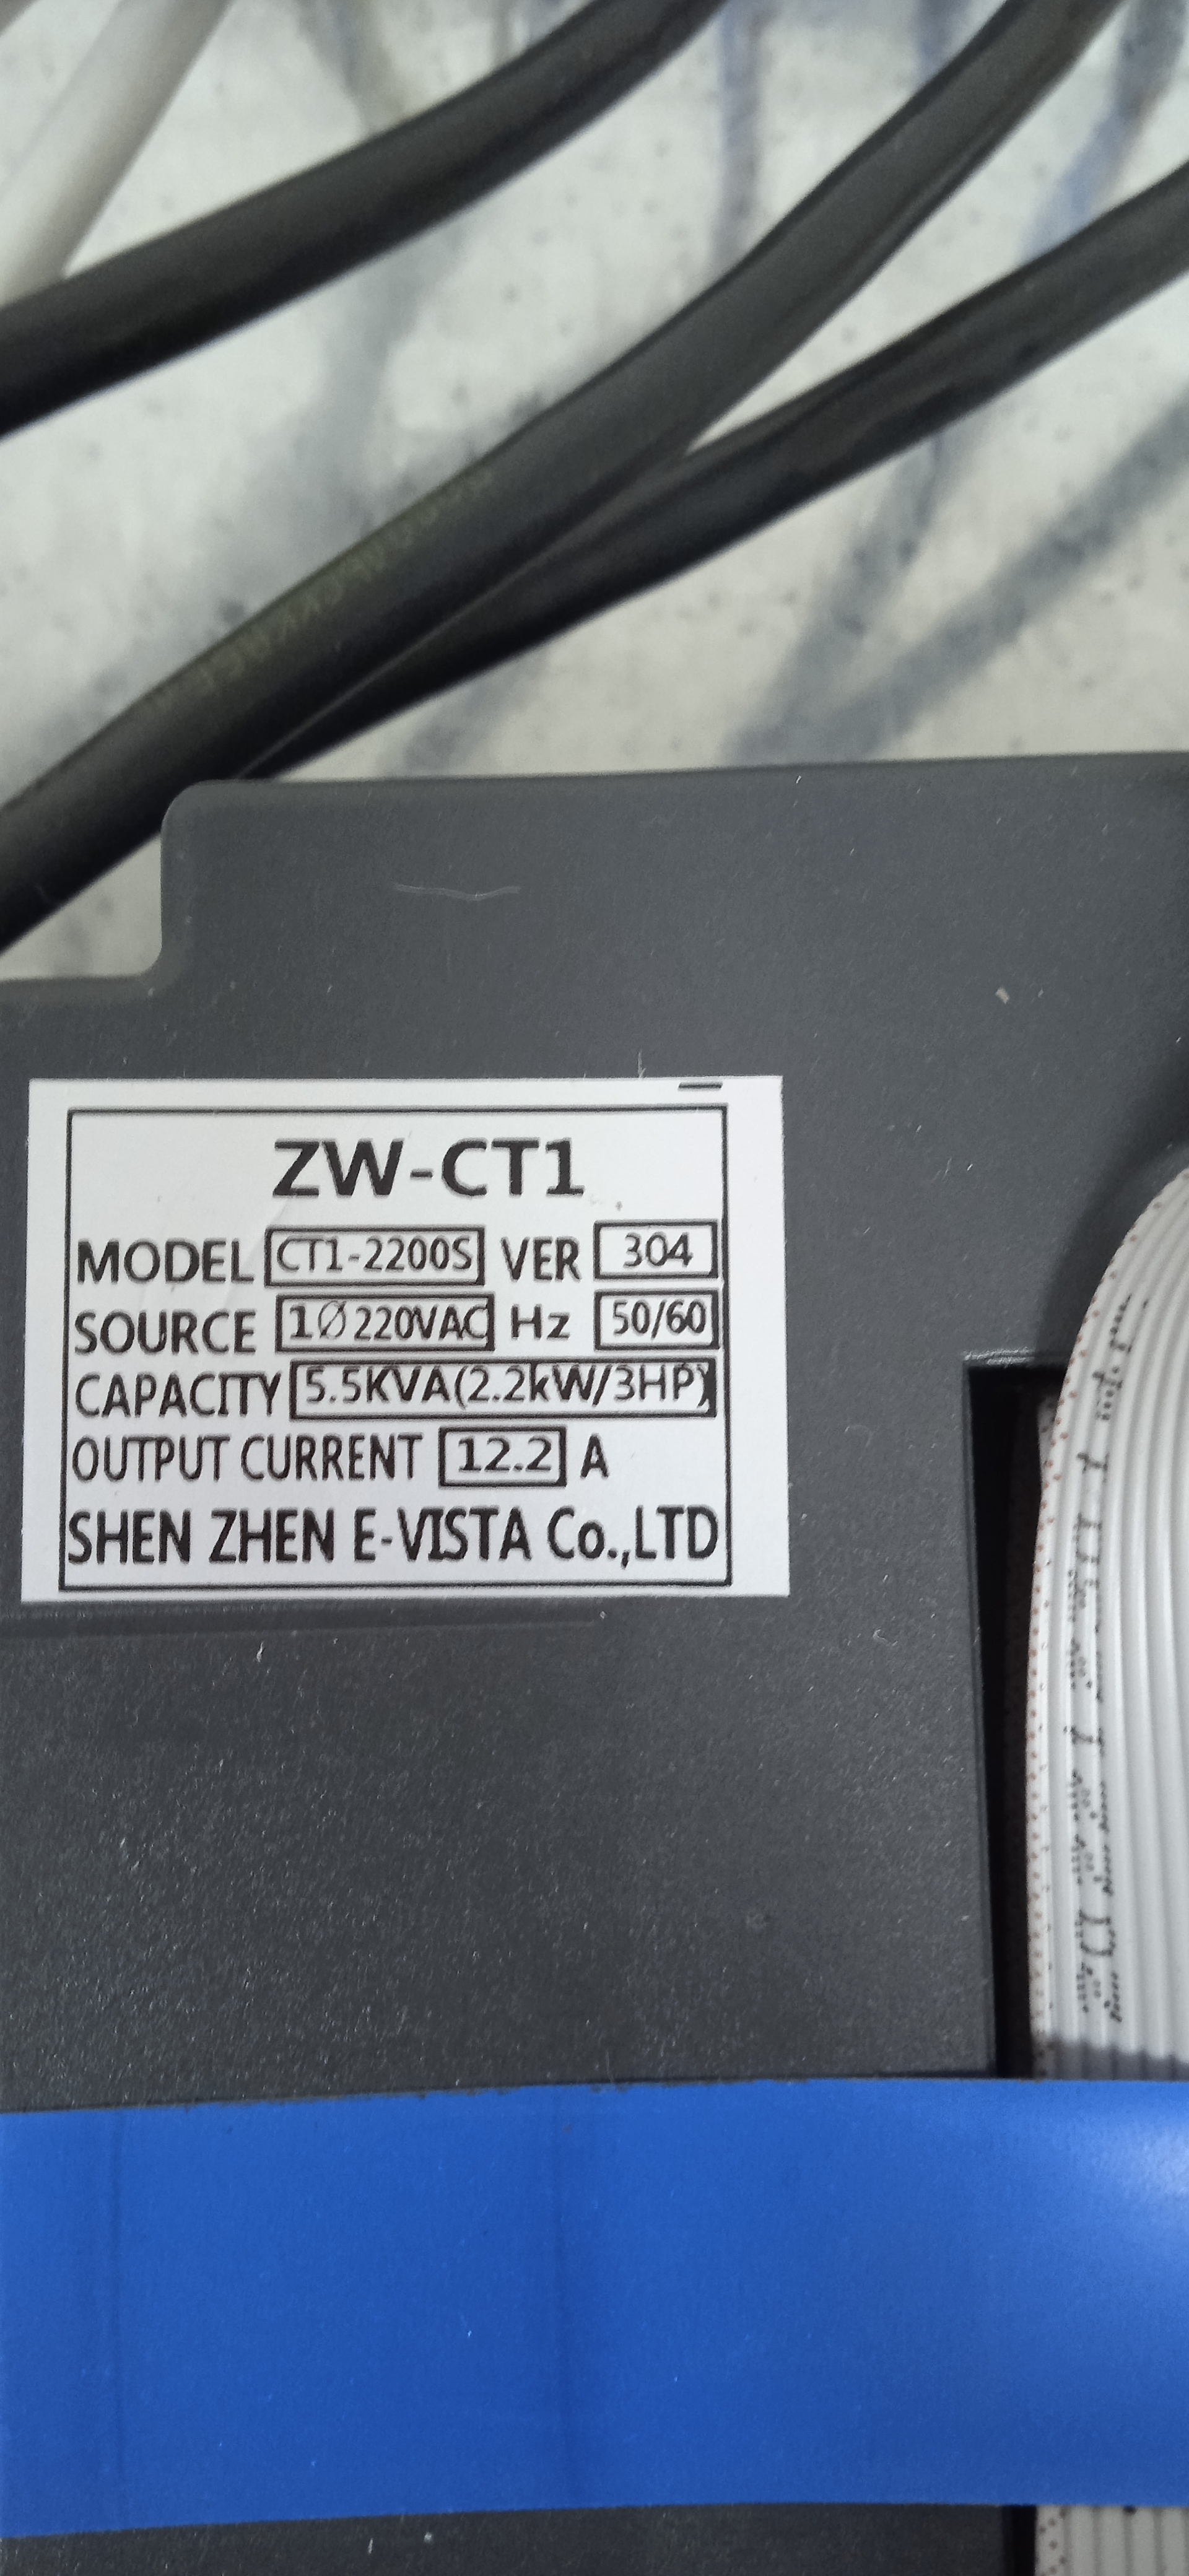 ZW-CT1
MODEL CT1-2200S VER 304
SOURCE 1Ø220VAC Hz 50/60
CAPACITY 5.5KVA(2.2kW/3HP)
OUTPUT CURRENT 12.2 A
SHEN ZHEN E-VISTA Co.,LTD